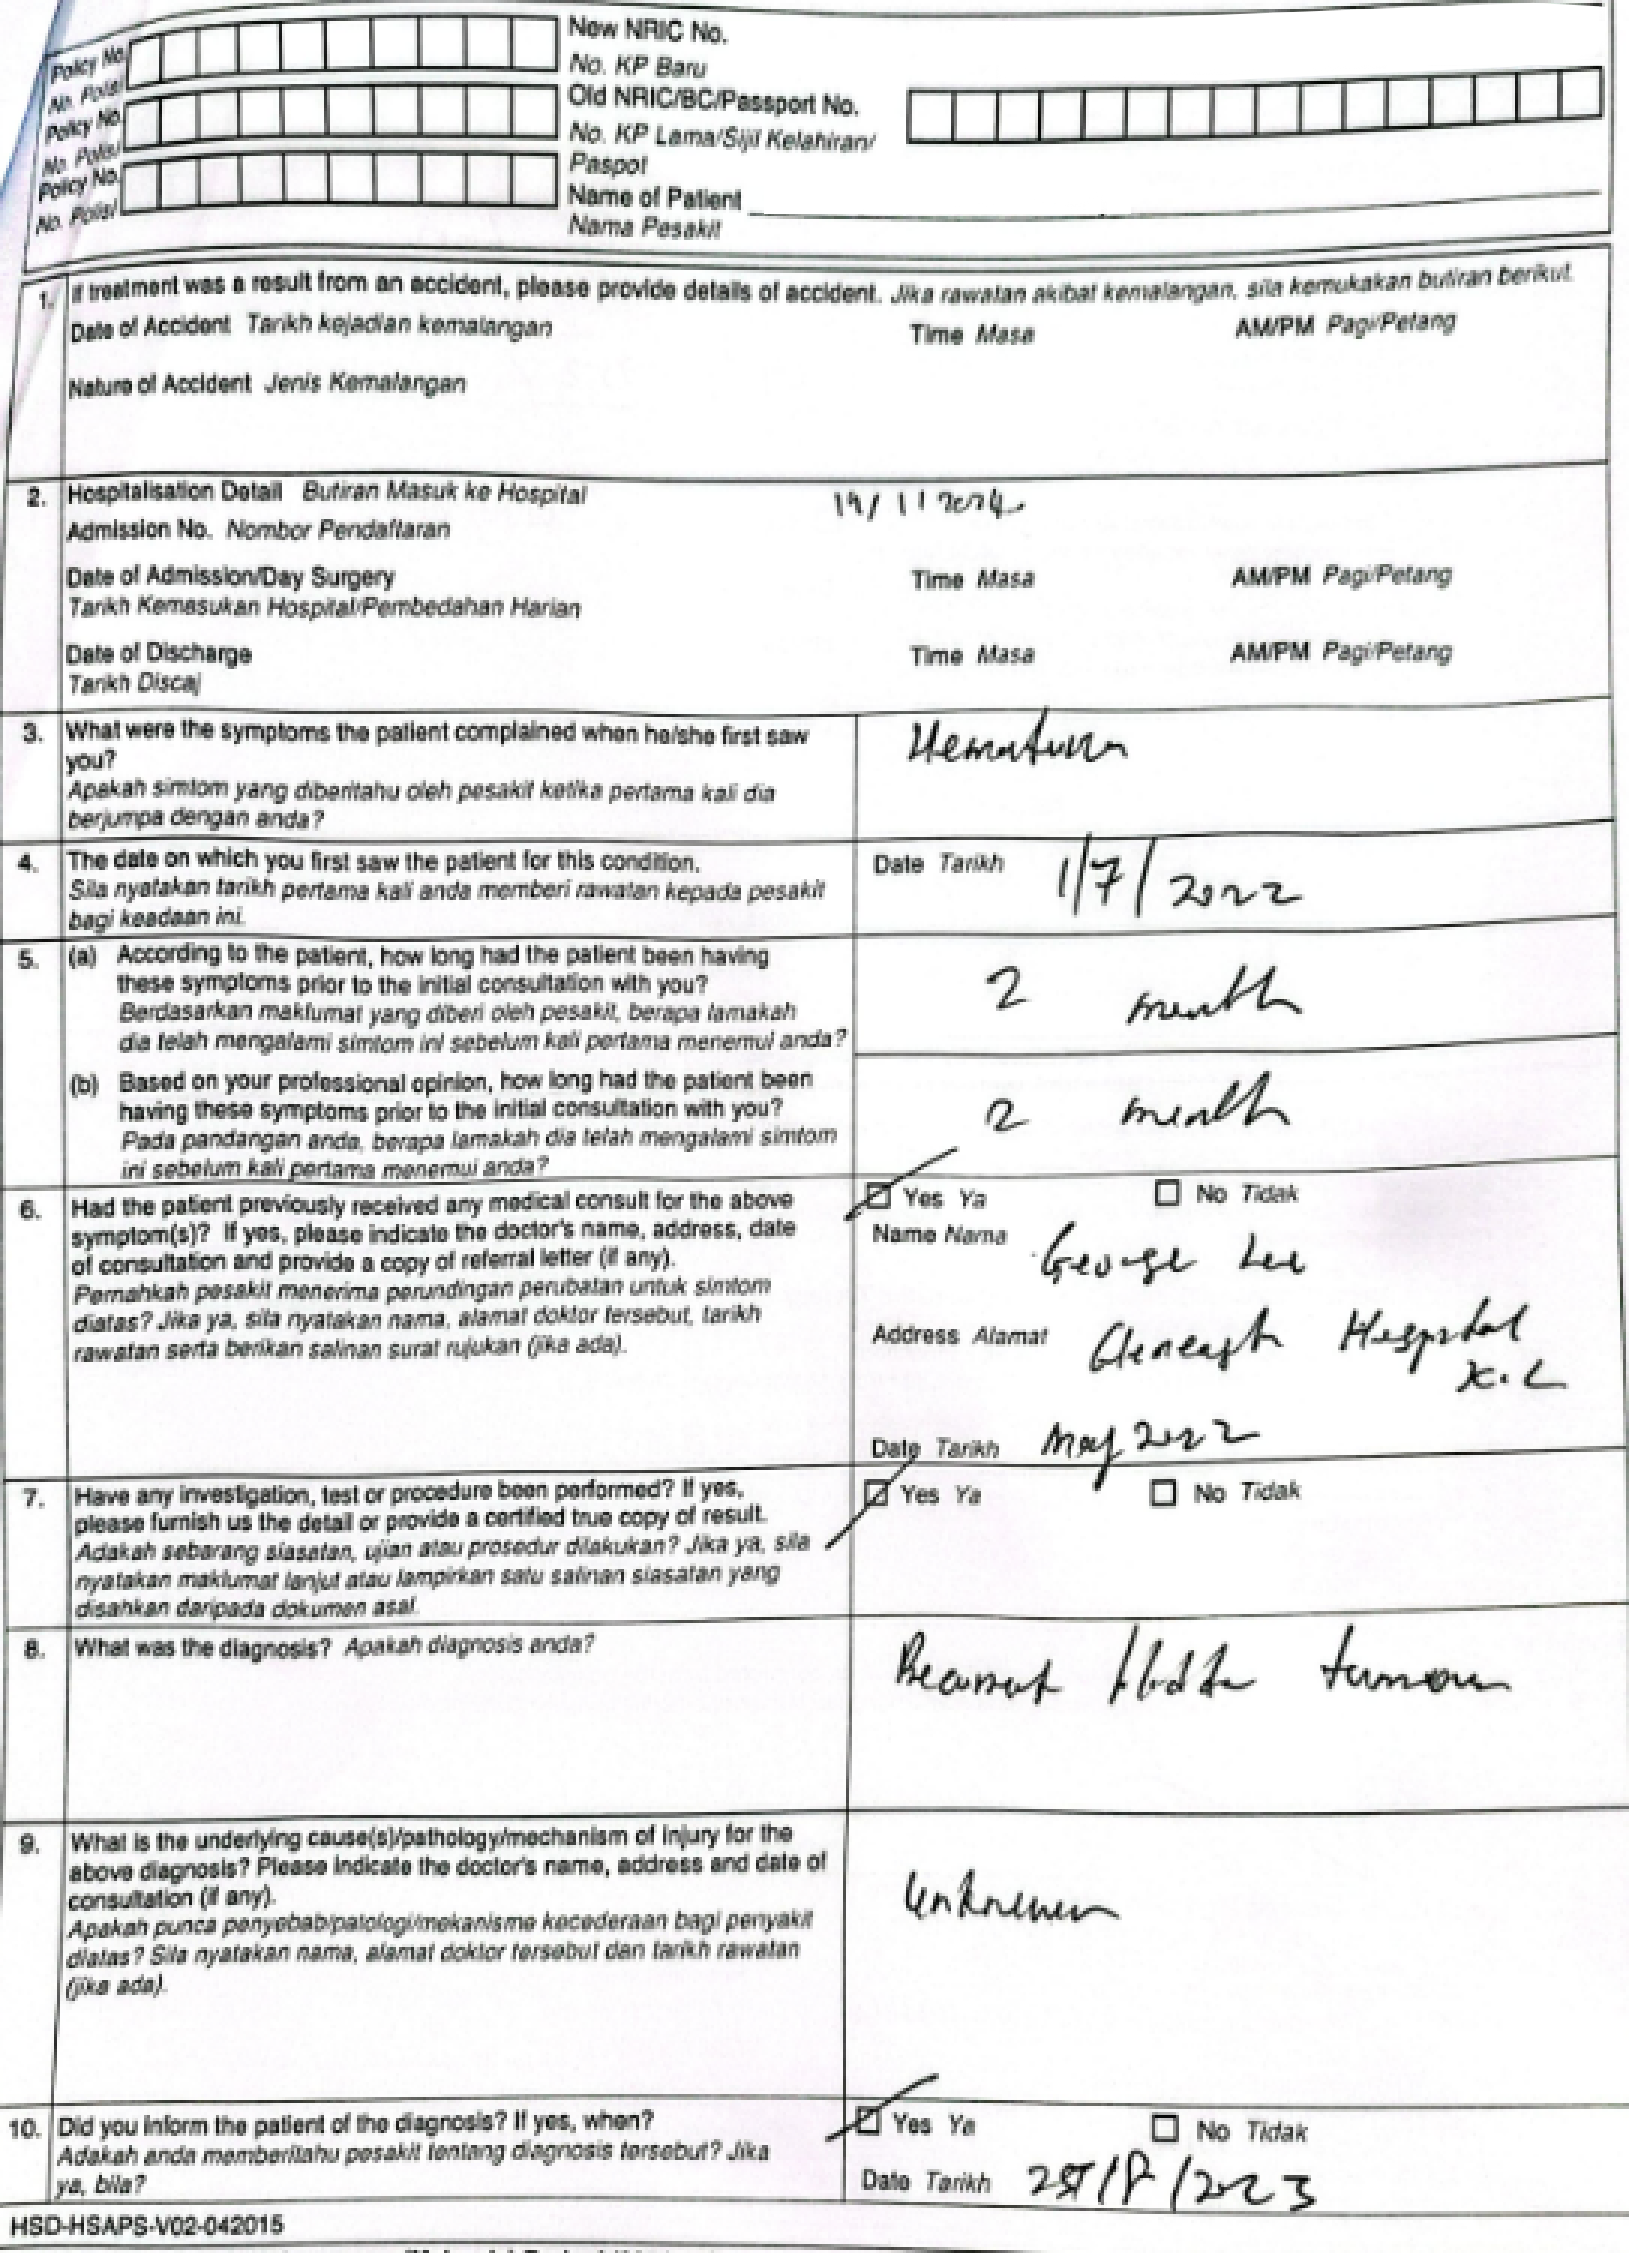 Policy No.
No. Polisi
Policy No.
No. Polisi
Policy No.
No. Polisi
New NRIC No.
No. KP Baru
Old NRIC/BC/Passport No.
No. KP Lama/Sijil Kelahiran/
Paspot
Name of Patient
Nama Pesakit
1. If treatment was a result from an accident, please provide details of accident. Jika rawatan akibat kemalangan, sila kemukakan butiran berikut.
Date of Accident Tarikh kejadian kemalangan Time Masa AM/PM Pagi/Petang
Nature of Accident Jenis Kemalangan
2. Hospitalisation Detail Butiran Masuk ke Hospital
Admission No. Nombor Pendaftaran
Date of Admission/Day Surgery Time Masa AM/PM Pagi/Petang
Tarikh Kemasukan Hospital/Pembedahan Harian
Date of Discharge Time Masa AM/PM Pagi/Petang
Tarikh Discaj
3. What were the symptoms the patient complained when he/she first saw
you?
Apakah simtom yang diberitahu oleh pesakit ketika pertama kali dia
berjumpa dengan anda?
Hematuria
4. The date on which you first saw the patient for this condition.
Sila nyatakan tarikh pertama kali anda memberi rawatan kepada pesakit
bagi keadaan ini.
Date Tarikh 1/7/2022
5. (a) According to the patient, how long had the patient been having
these symptoms prior to the initial consultation with you?
Berdasarkan maklumat yang diberi oleh pesakit, berapa lamakah
dia telah mengalami simtom ini sebelum kali pertama menemui anda?
2 month
(b) Based on your professional opinion, how long had the patient been
having these symptoms prior to the initial consultation with you?
Pada pandangan anda, berapa lamakah dia telah mengalami simtom
ini sebelum kali pertama menemui anda?
2 month
6. Had the patient previously received any medical consult for the above
symptom(s)? If yes, please indicate the doctor's name, address, date
of consultation and provide a copy of referral letter (if any).
Pernahkah pesakit menerima perundingan perubatan untuk simtom
diatas? Jika ya, sila nyatakan nama, alamat doktor tersebut, tarikh
rawatan serta berikan salinan surat rujukan (jika ada).
Yes Ya No Tidak
Name Nama George Lee
Address Alamat Hospital
K.L
Date Tarikh May 2022
7. Have any investigation, test or procedure been performed? If yes,
please furnish us the detail or provide a certified true copy of result.
Adakah sebarang siasatan, ujian atau prosedur dilakukan? Jika ya, sila
nyatakan maklumat lanjut atau lampirkan satu salinan siasatan yang
disahkan daripada dokumen asal.
Yes Ya No Tidak
8. What was the diagnosis? Apakah diagnosis anda?
tumour
9. What is the underlying cause(s)/pathology/mechanism of injury for the
above diagnosis? Please indicate the doctor's name, address and date of
consultation (if any).
Apakah punca penyebab/patologi/mekanisme kecederaan bagi penyakit
diatas? Sila nyatakan nama, alamat doktor tersebut dan tarikh rawatan
(jika ada).
Unknown
10. Did you inform the patient of the diagnosis? If yes, when?
Adakah anda memberitahu pesakit tentang diagnosis tersebut? Jika
ya, bila?
Yes Ya No Tidak
Date Tarikh
HSD-HSAPS-V02-042015